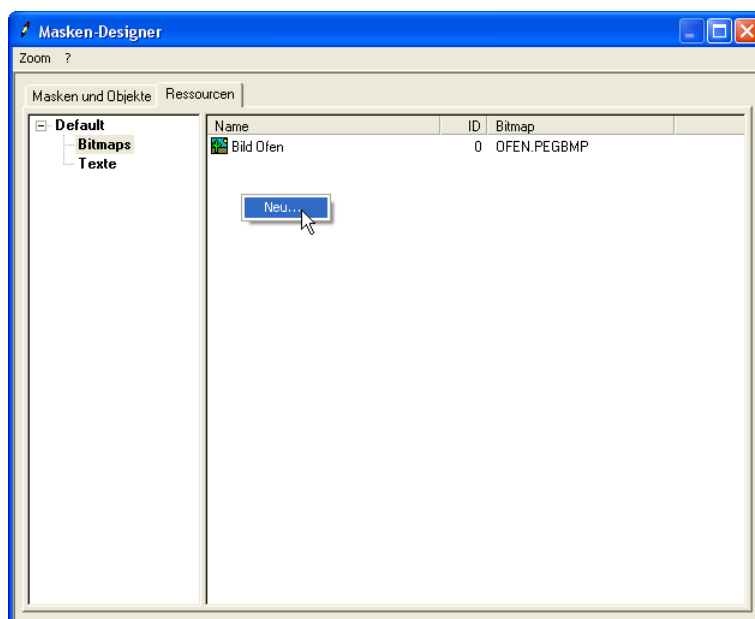 Masken-Designer
Zoom ?
Masken und Objekte Ressourcen
Default
Bitmaps
Texte
Name ID Bitmap
Bild Ofen 0 OFEN.PEGBMP
Neu...